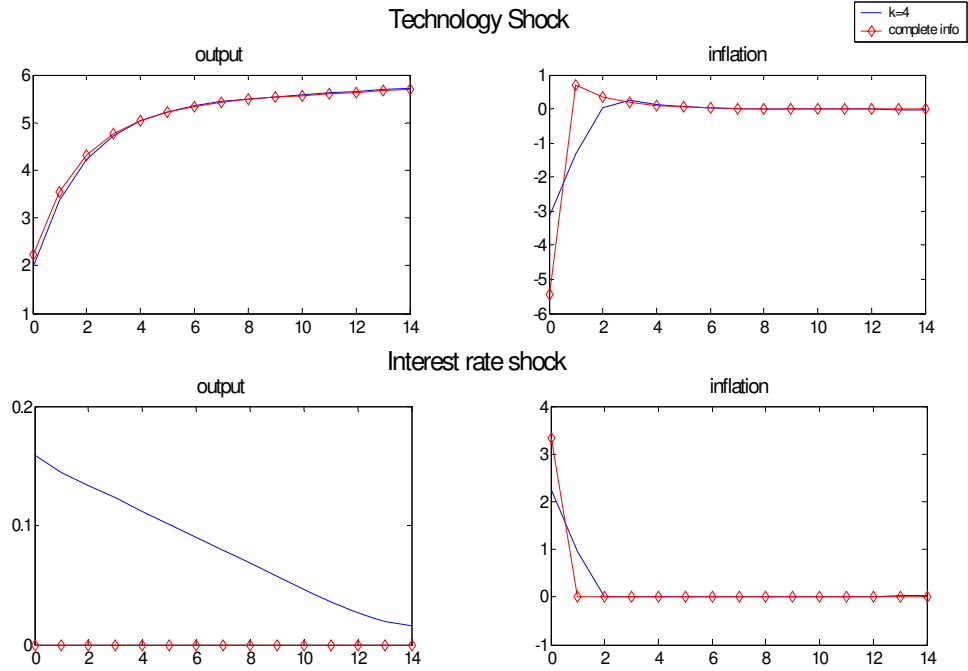 Technology Shock
k=4
complete info
output
6
5
4
3
2
1
0 2 4 6 8 10 12 14
inflation
1
0
-1
-2
-3
-4
-5
-6
0 2 4 6 8 10 12 14
Interest rate shock
output
0.2
0.1
0
0 2 4 6 8 10 12 14
inflation
4
3
2
1
0
-1
0 2 4 6 8 10 12 14